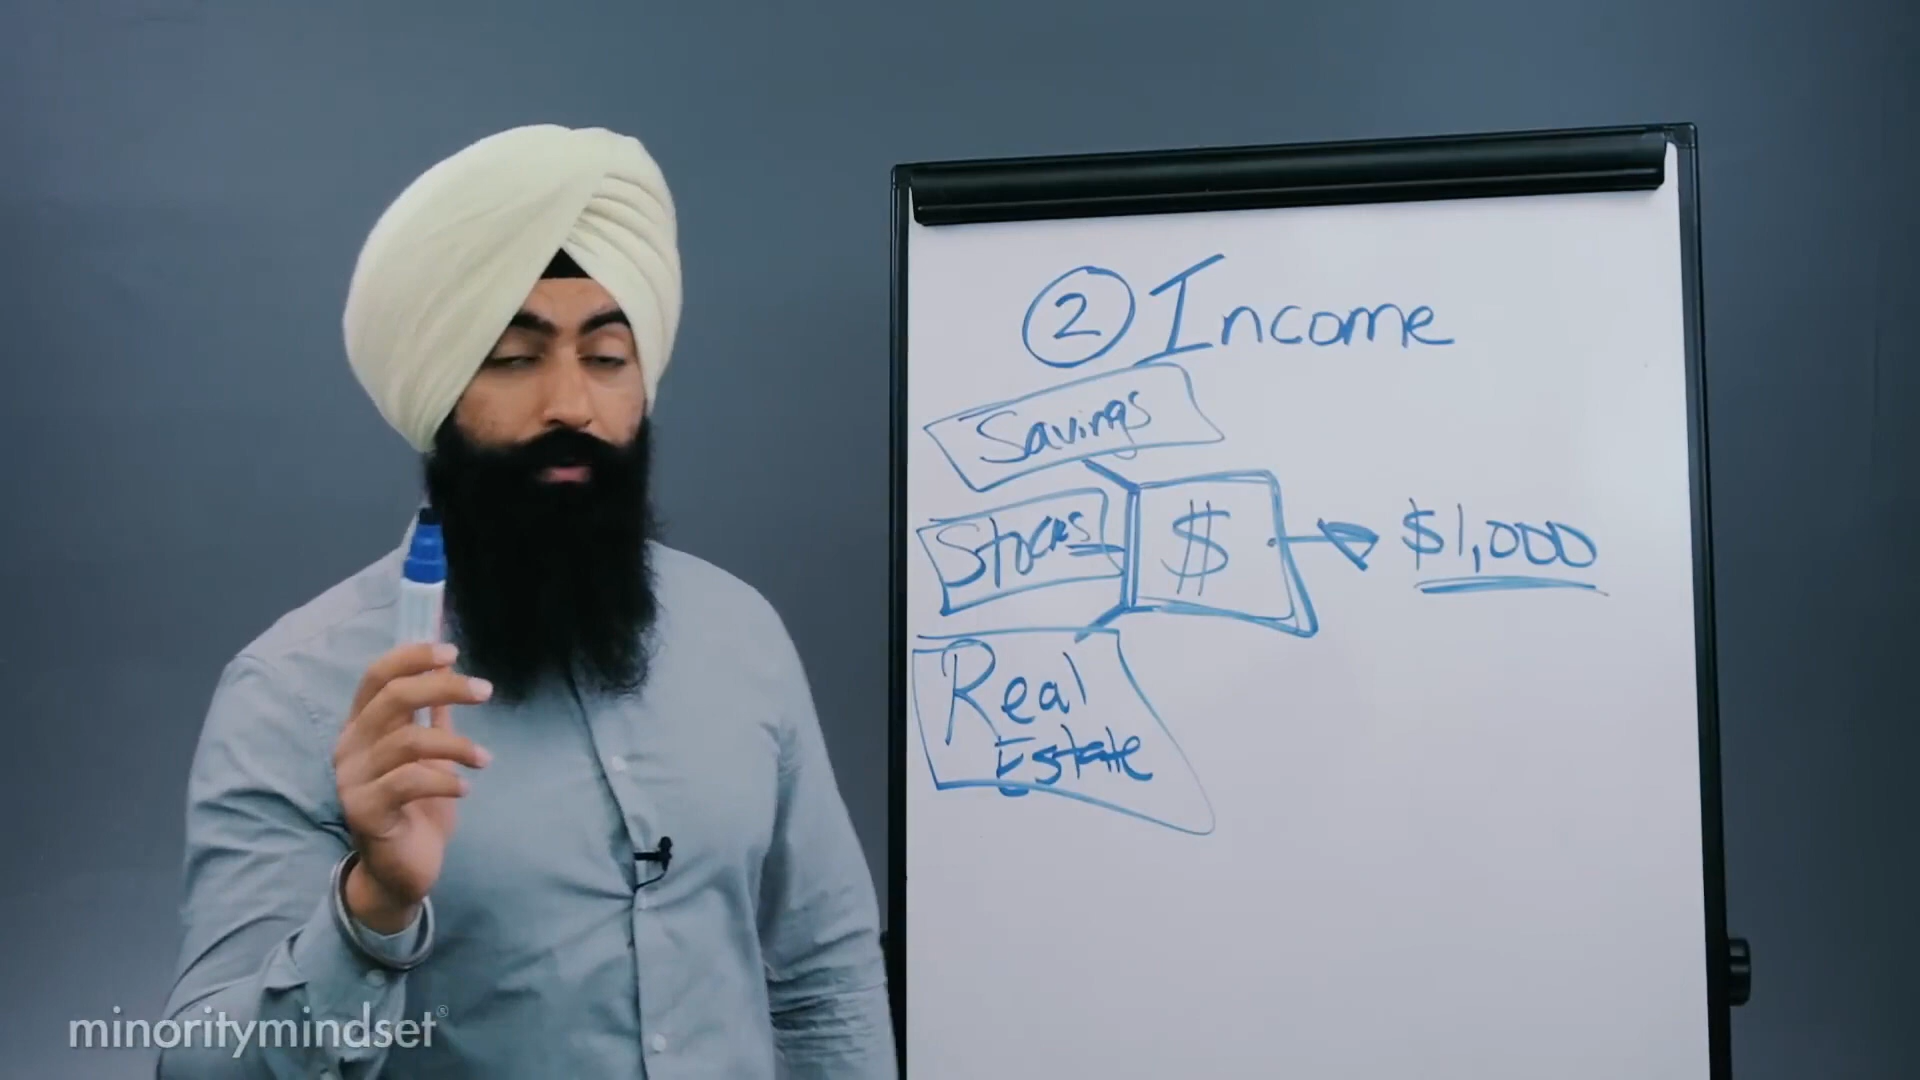 ② Income
Savings
Stocks
$
$1,000
Real
Estate
minoritymindset®